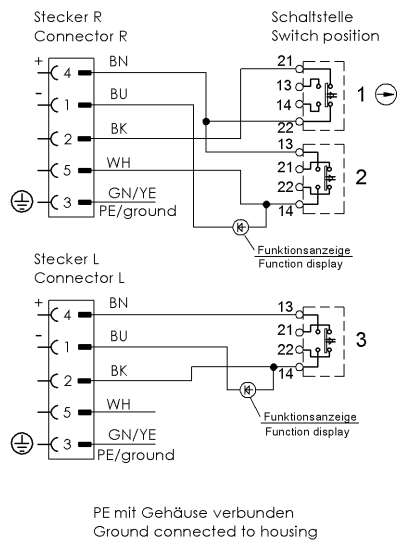 Stecker R
Connector R
Schaltstelle
Switch position
+
4
BN
-
1
BU
2
BK
5
WH
3
GN/YE
PE/ground
21
13
14
22
1
13
21
22
14
2
Funktionsanzeige
Function display
Stecker L
Connector L
+
4
BN
-
1
BU
2
BK
5
WH
3
GN/YE
PE/ground
13
21
22
14
3
Funktionsanzeige
Function display
PE mit Gehäuse verbunden
Ground connected to housing